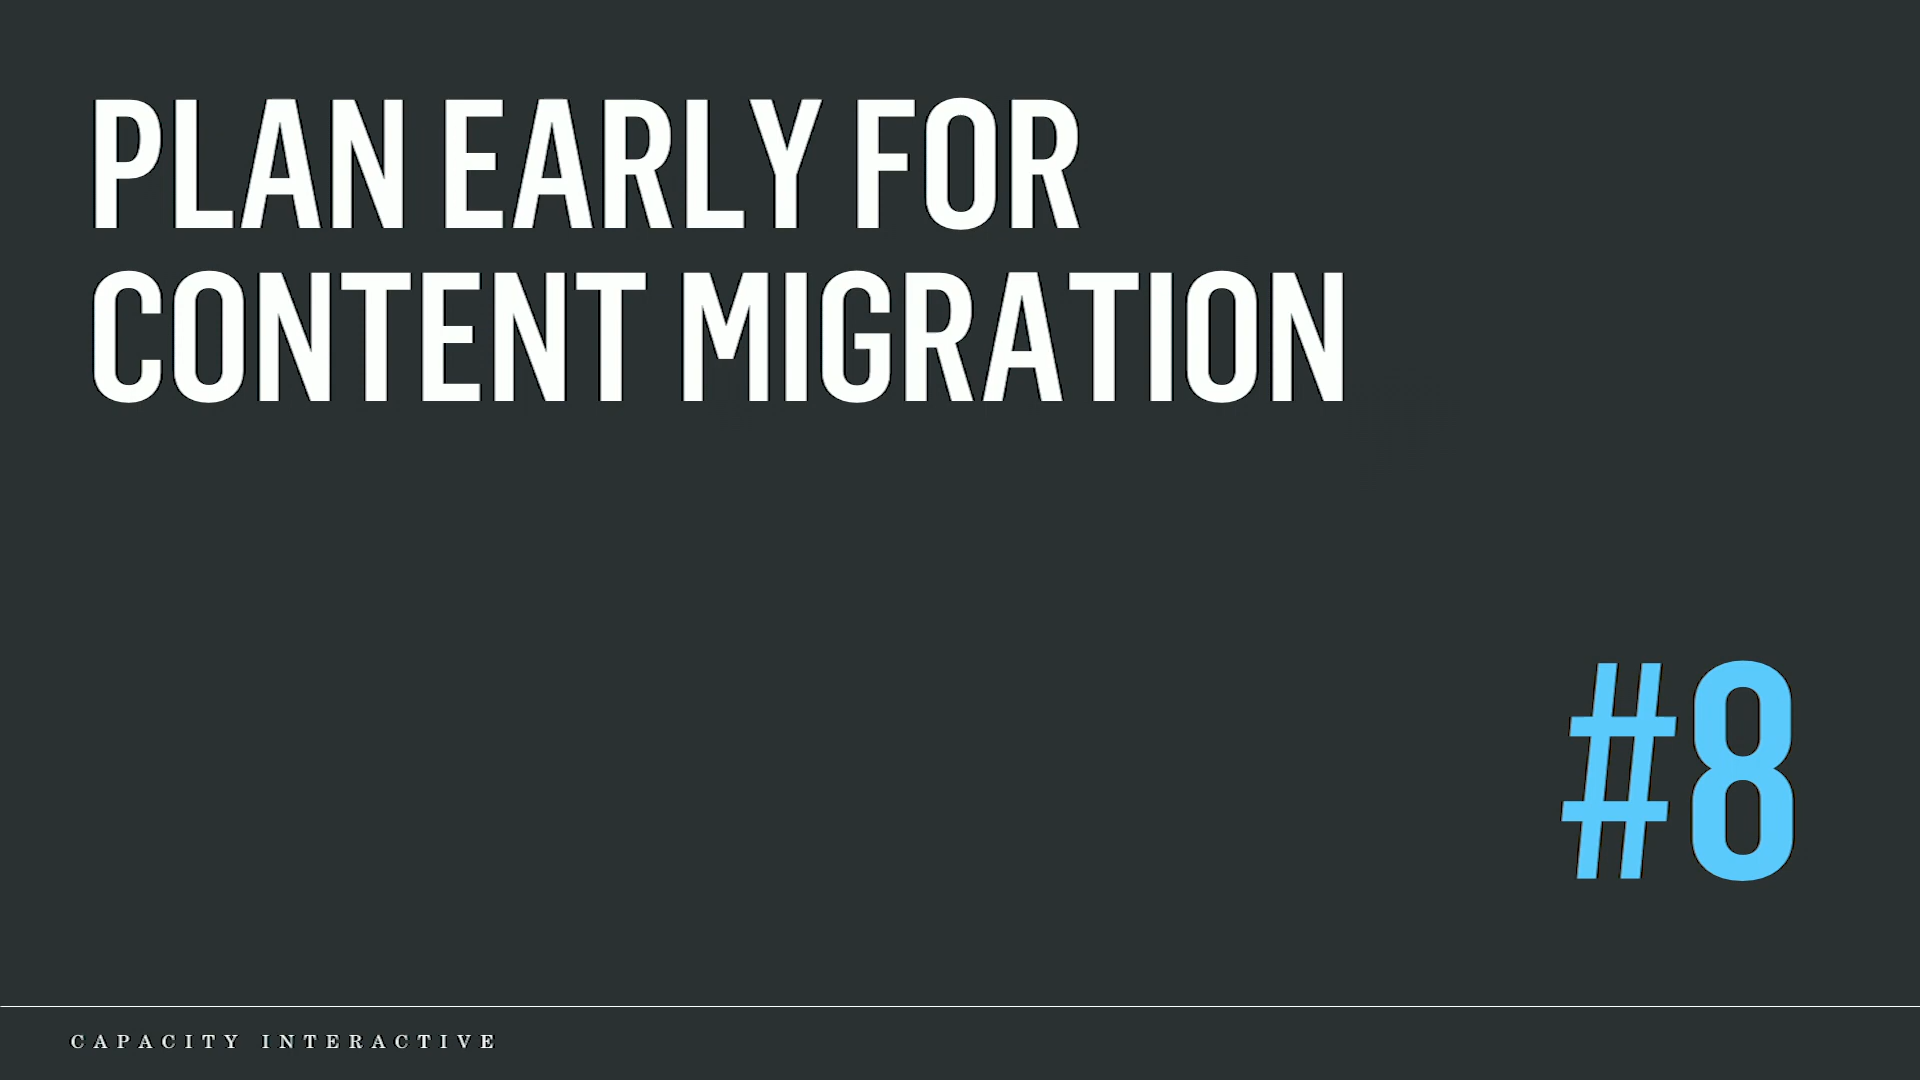 PLAN EARLY FOR
CONTENT MIGRATION
#8
CAPACITY INTERACTIVE